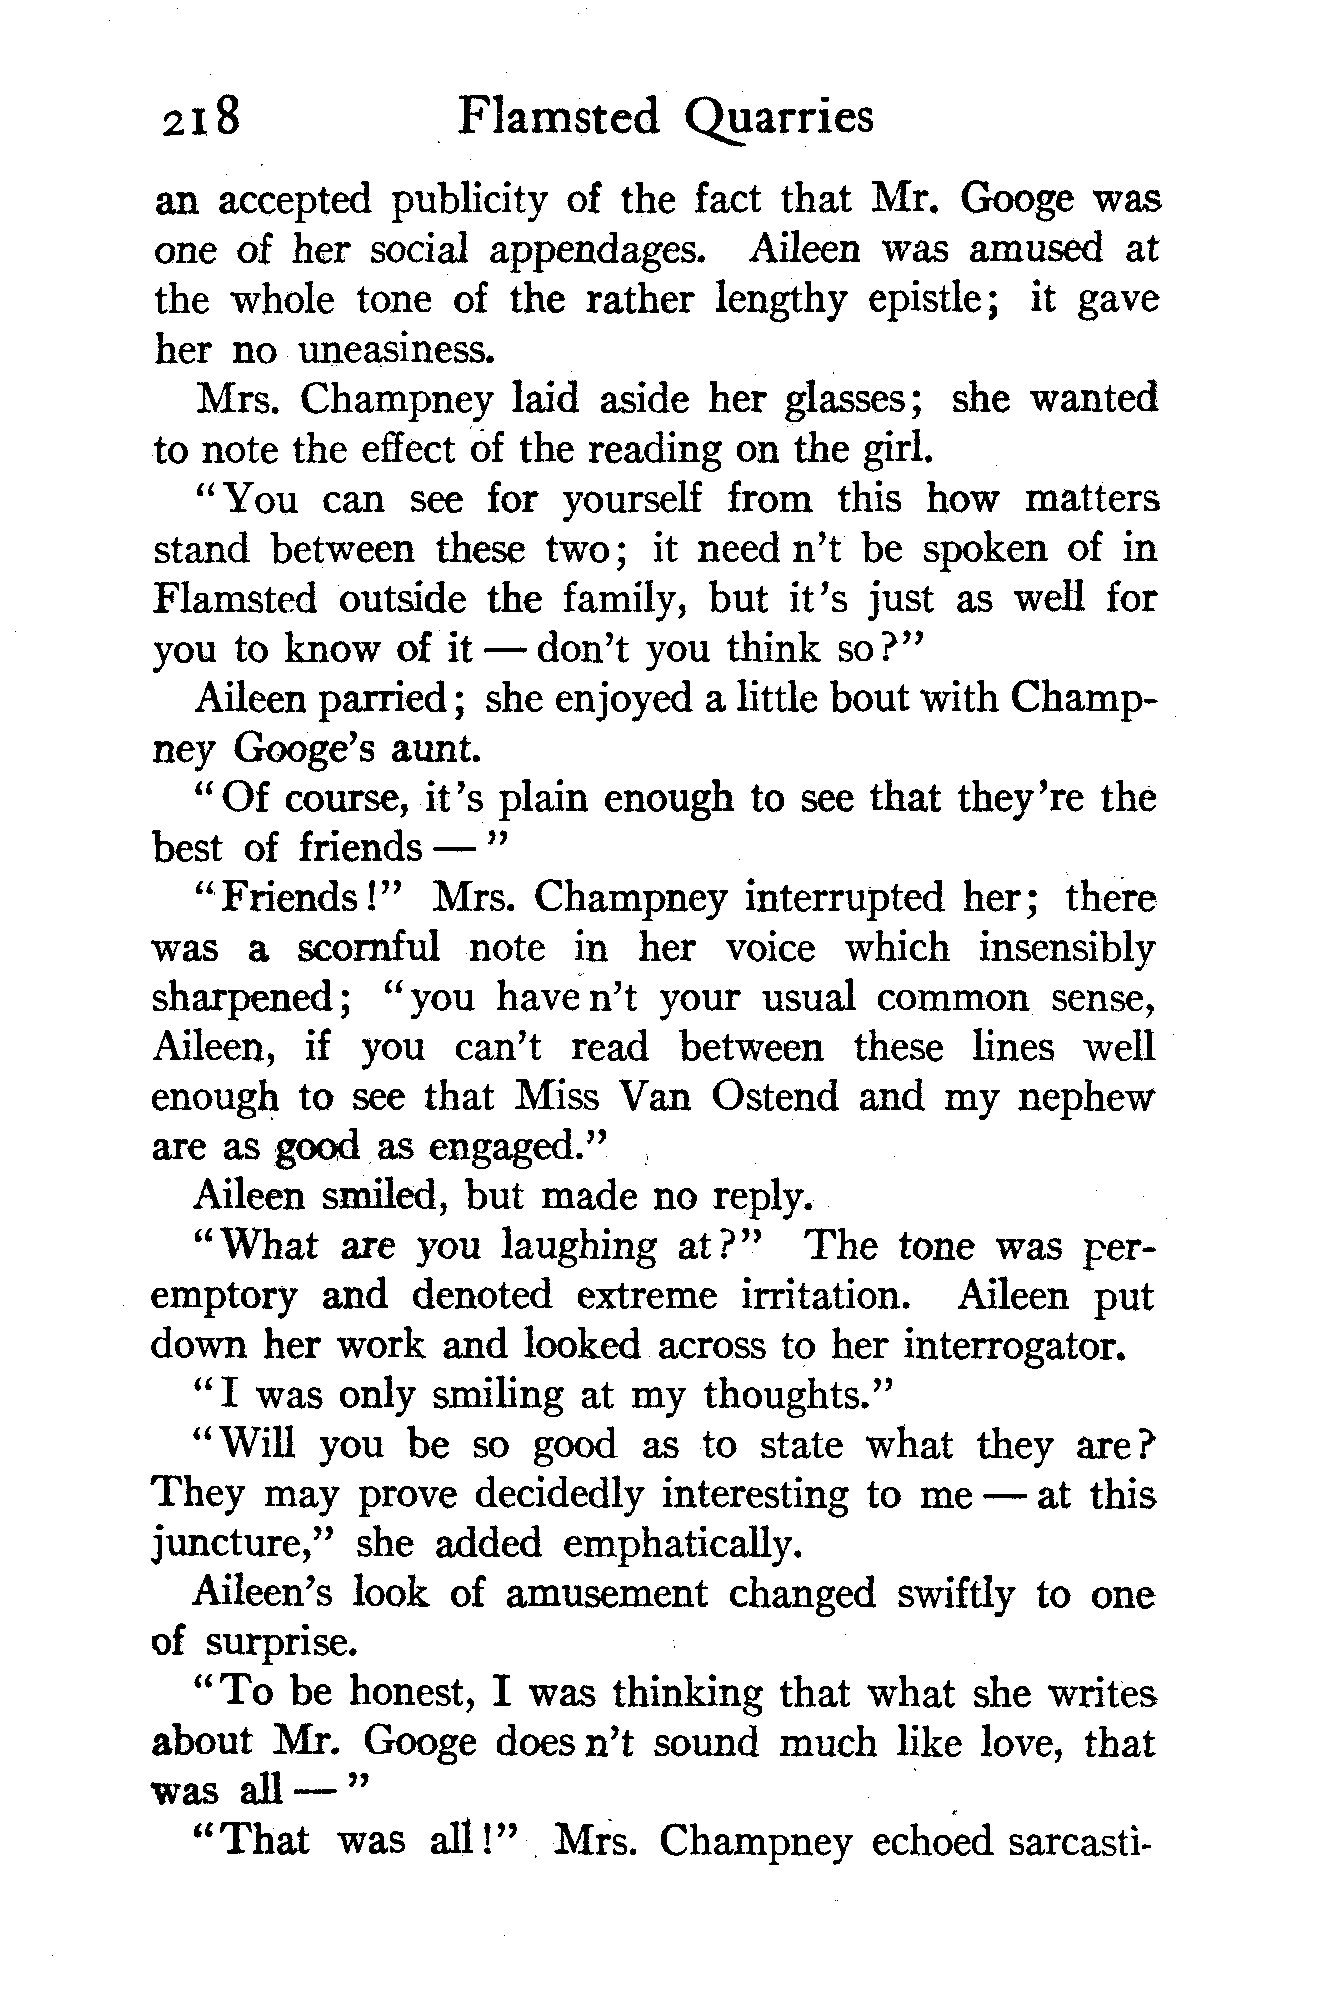 218 Flamsted Quarries
an accepted publicity of the fact that Mr. Googe was
one of her social appendages. Aileen was amused at
the whole tone of the rather lengthy epistle; it gave
her no uneasiness.
Mrs. Champney laid aside her glasses; she wanted
to note the effect of the reading on the girl.
"You can see for yourself from this how matters
stand between these two; it need n't be spoken of in
Flamsted outside the family, but it's just as well for
you to know of it — don't you think so?"
Aileen parried; she enjoyed a little bout with Champ-
ney Googe's aunt.
"Of course, it's plain enough to see that they're the
best of friends — "
"Friends!" Mrs. Champney interrupted her; there
was a scornful note in her voice which insensibly
sharpened; "you have n't your usual common sense,
Aileen, if you can't read between these lines well
enough to see that Miss Van Ostend and my nephew
are as good as engaged."
Aileen smiled, but made no reply.
"What are you laughing at?" The tone was per-
emptory and denoted extreme irritation. Aileen put
down her work and looked across to her interrogator.
"I was only smiling at my thoughts."
"Will you be so good as to state what they are?
They may prove decidedly interesting to me — at this
juncture," she added emphatically.
Aileen's look of amusement changed swiftly to one
of surprise.
"To be honest, I was thinking that what she writes
about Mr. Googe does n't sound much like love, that
was all — "
"That was all!" Mrs. Champney echoed sarcasti-